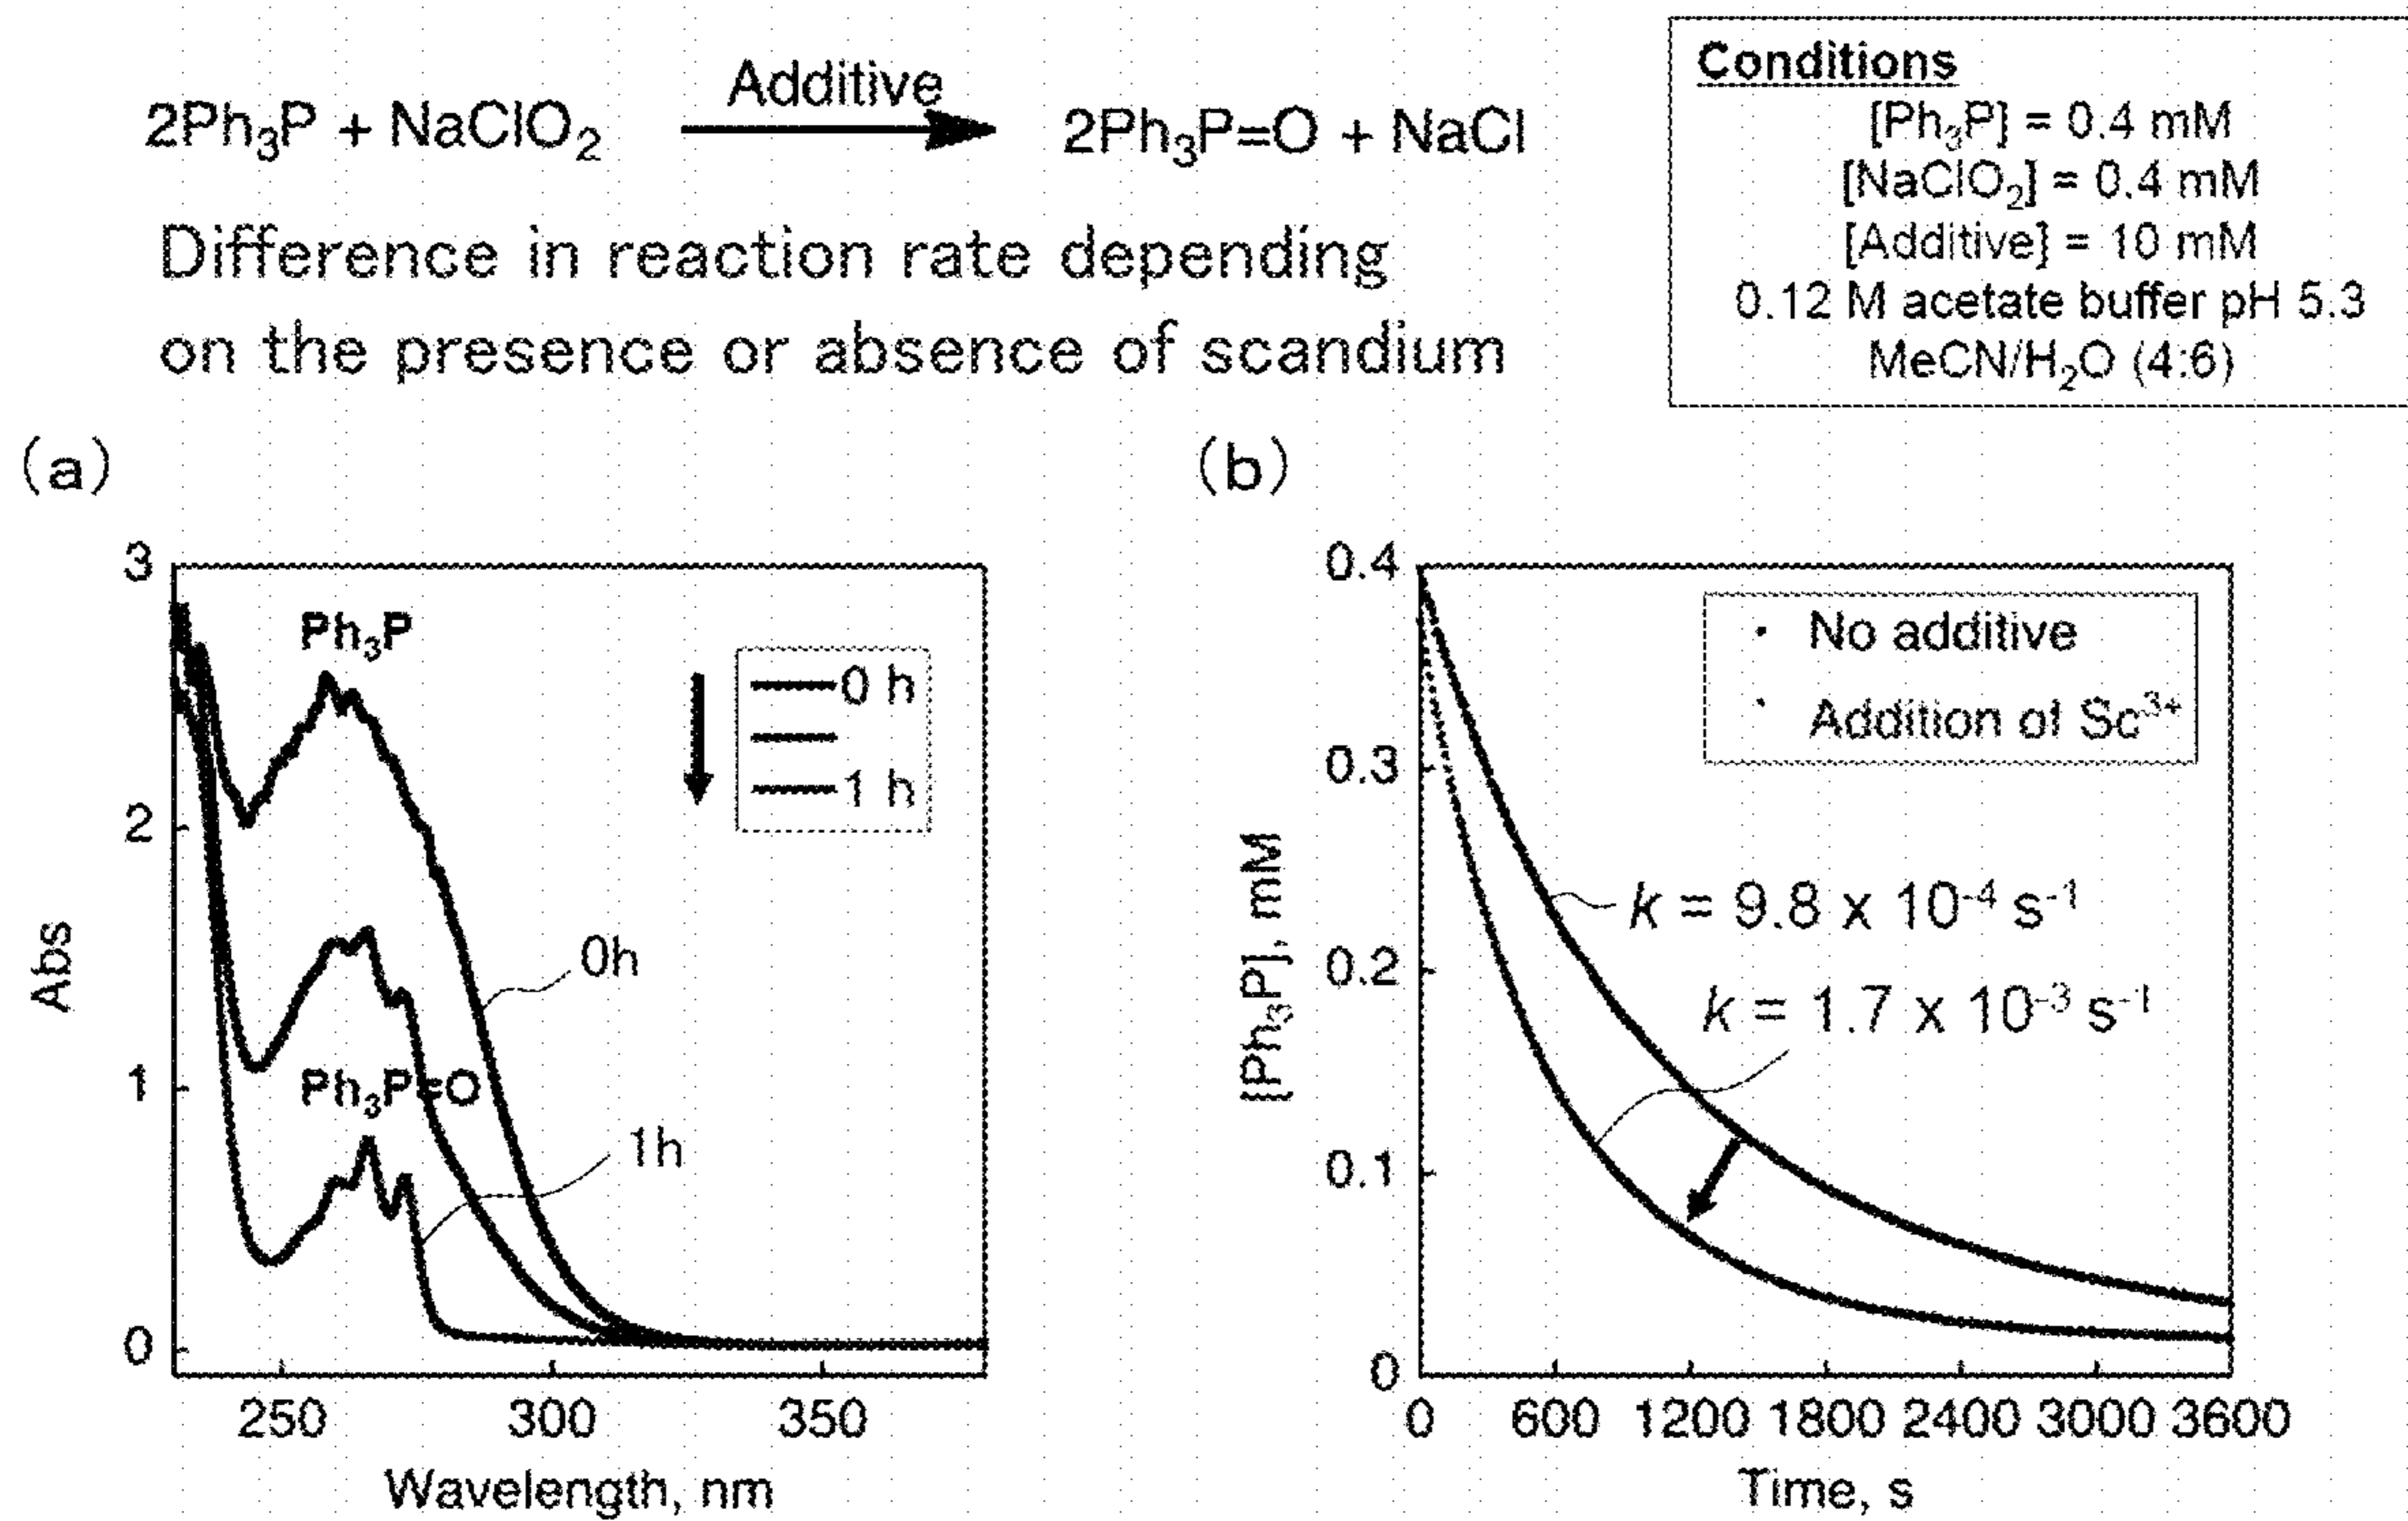 2Ph₃P + NaClO₂ Additive 2Ph₃P=O + NaCl
Difference in reaction rate depending
on the presence or absence of scandium
Conditions
[Ph₃P] = 0.4 mM
[NaClO₂] = 0.4 mM
[Additive] = 10 mM
0.12 M acetate buffer pH 5.3
MeCN/H₂O (4:6)
(a)
3
2
1
0
Abs
Ph₃P
0 h
1 h
0h
Ph₃P=O
1h
250 300 350
Wavelength, nm
(b)
0.4
0.3
0.2
0.1
0
[Ph₃P], mM
No additive
Addition of Sc³⁺
k = 9.8 x 10⁻⁴ s⁻¹
k = 1.7 x 10⁻³ s⁻¹
0 600 1200 1800 2400 3000 3600
Time, s